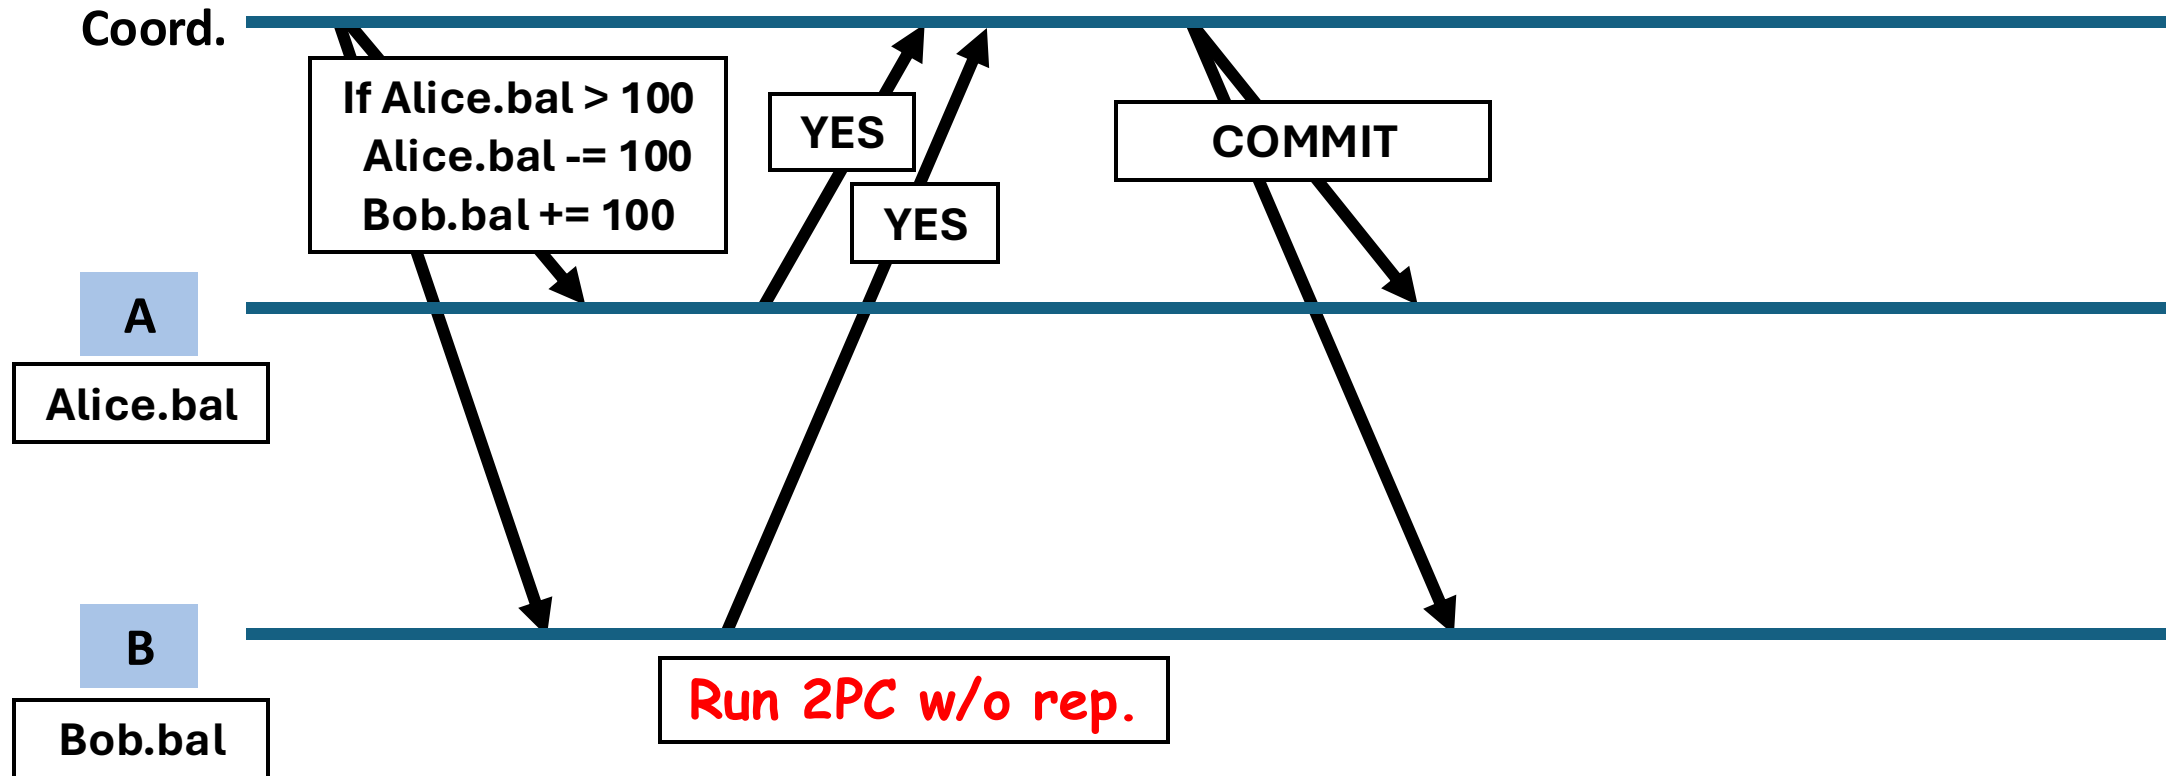 Coord.
If Alice.bal > 100
Alice.bal -= 100
Bob.bal += 100
YES
YES
COMMIT
A
Alice.bal
B
Bob.bal
Run 2PC w/o rep.